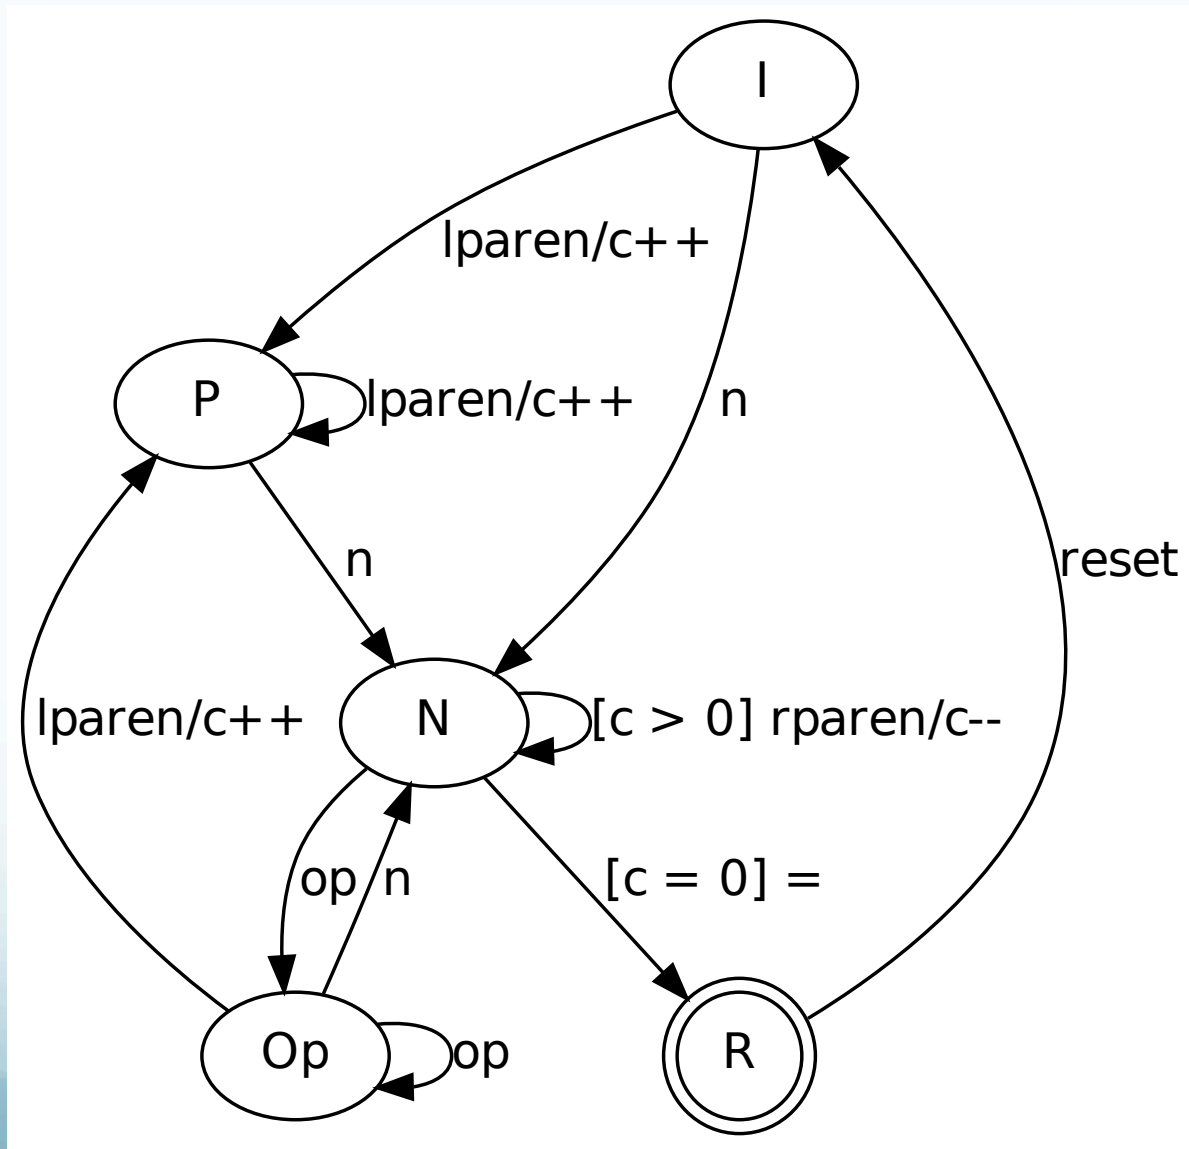 I
lparen/c++
P
lparen/c++
n
n
reset
lparen/c++
N
[c > 0] rparen/c--
op
n
[c = 0] =
Op
op
R